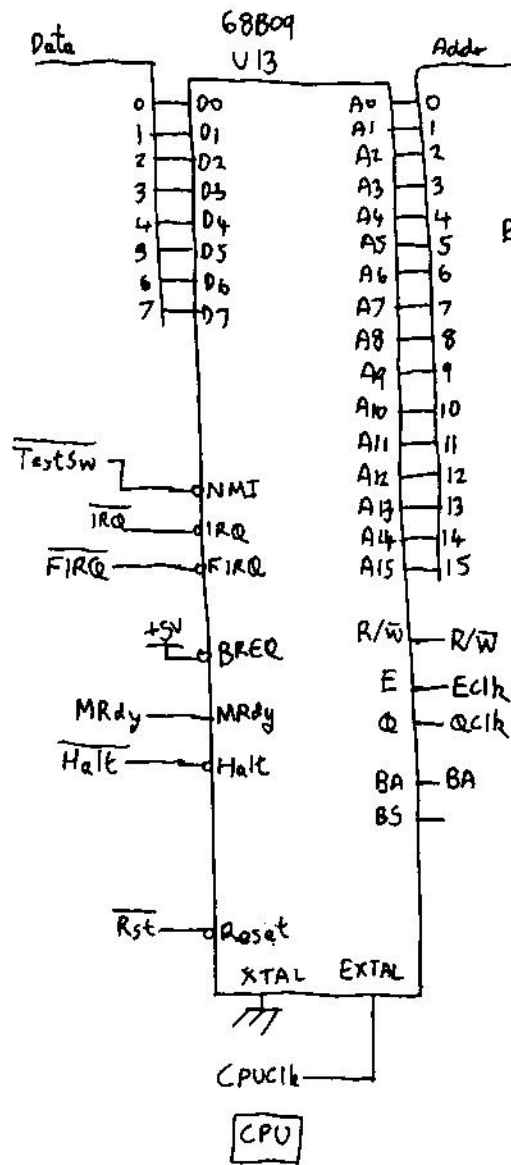 68B09
U13
Data
Addr
0 D0 A0 0
1 D1 A1 1
2 D2 A2 2
3 D3 A3 3
4 D4 A4 4
5 D5 A5 5
6 D6 A6 6
7 D7 A7 7
A8 8
A9 9
A10 10
A11 11
A12 12
A13 13
A14 14
A15 15
TestSw NMI
IRQ IRQ
FIRQ FIRQ
+5V BREQ
R/W̅ R/W̅
E EClk
MRdy MRdy Q QClk
Halt Halt
BA BA
BS
Rst Reset
XTAL EXTAL
CPUClk
CPU